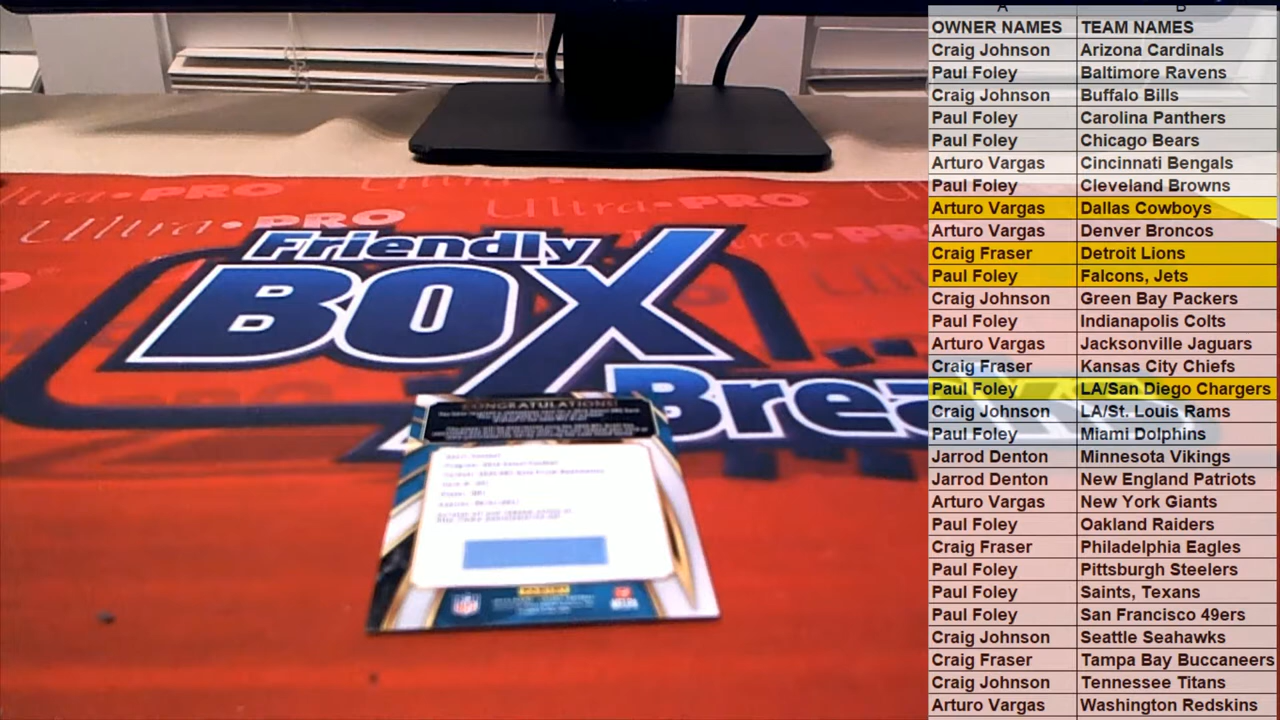 A B
OWNER NAMES TEAM NAMES
Craig Johnson Arizona Cardinals
Paul Foley Baltimore Ravens
Craig Johnson Buffalo Bills
Paul Foley Carolina Panthers
Paul Foley Chicago Bears
Arturo Vargas Cincinnati Bengals
Paul Foley Cleveland Browns
Arturo Vargas Dallas Cowboys
Arturo Vargas Denver Broncos
Craig Fraser Detroit Lions
Paul Foley Falcons, Jets
Craig Johnson Green Bay Packers
Paul Foley Indianapolis Colts
Arturo Vargas Jacksonville Jaguars
Craig Fraser Kansas City Chiefs
Paul Foley LA/San Diego Chargers
Craig Johnson LA/St. Louis Rams
Paul Foley Miami Dolphins
Jarrod Denton Minnesota Vikings
Jarrod Denton New England Patriots
Arturo Vargas New York Giants
Paul Foley Oakland Raiders
Craig Fraser Philadelphia Eagles
Paul Foley Pittsburgh Steelers
Paul Foley Saints, Texans
Paul Foley San Francisco 49ers
Craig Johnson Seattle Seahawks
Craig Fraser Tampa Bay Buccaneers
Craig Johnson Tennessee Titans
Arturo Vargas Washington Redskins
Ultra PRO
Ultra PRO
Ultra PRO
Friendly
BOX
Brea
CONGRATULATIONS!
PANINI
NFL